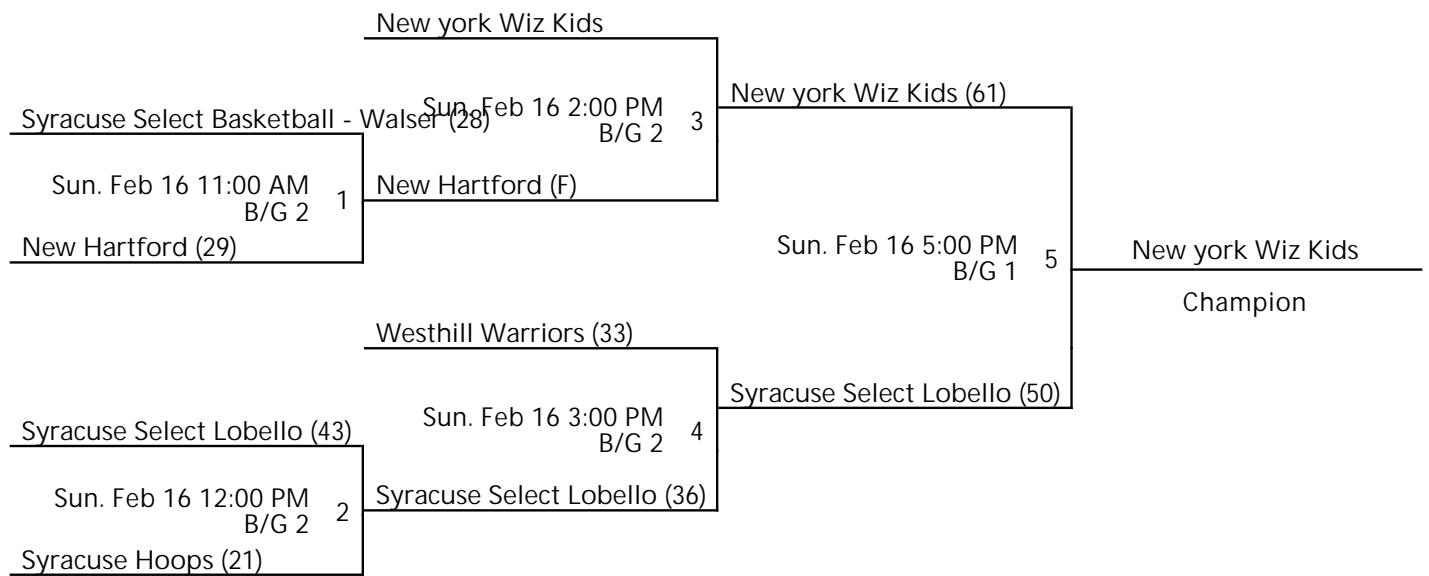 New york Wiz Kids
Sun. Feb 16 2:00 PM
B/G 2
3
New york Wiz Kids (61)
Syracuse Select Basketball - Walser (28)
Sun. Feb 16 11:00 AM
B/G 2
1
New Hartford (F)
New Hartford (29)
Sun. Feb 16 5:00 PM
B/G 1
5
New york Wiz Kids
Champion
Westhill Warriors (33)
Sun. Feb 16 3:00 PM
B/G 2
4
Syracuse Select Lobello (50)
Syracuse Select Lobello (43)
Sun. Feb 16 12:00 PM
B/G 2
2
Syracuse Select Lobello (36)
Syracuse Hoops (21)